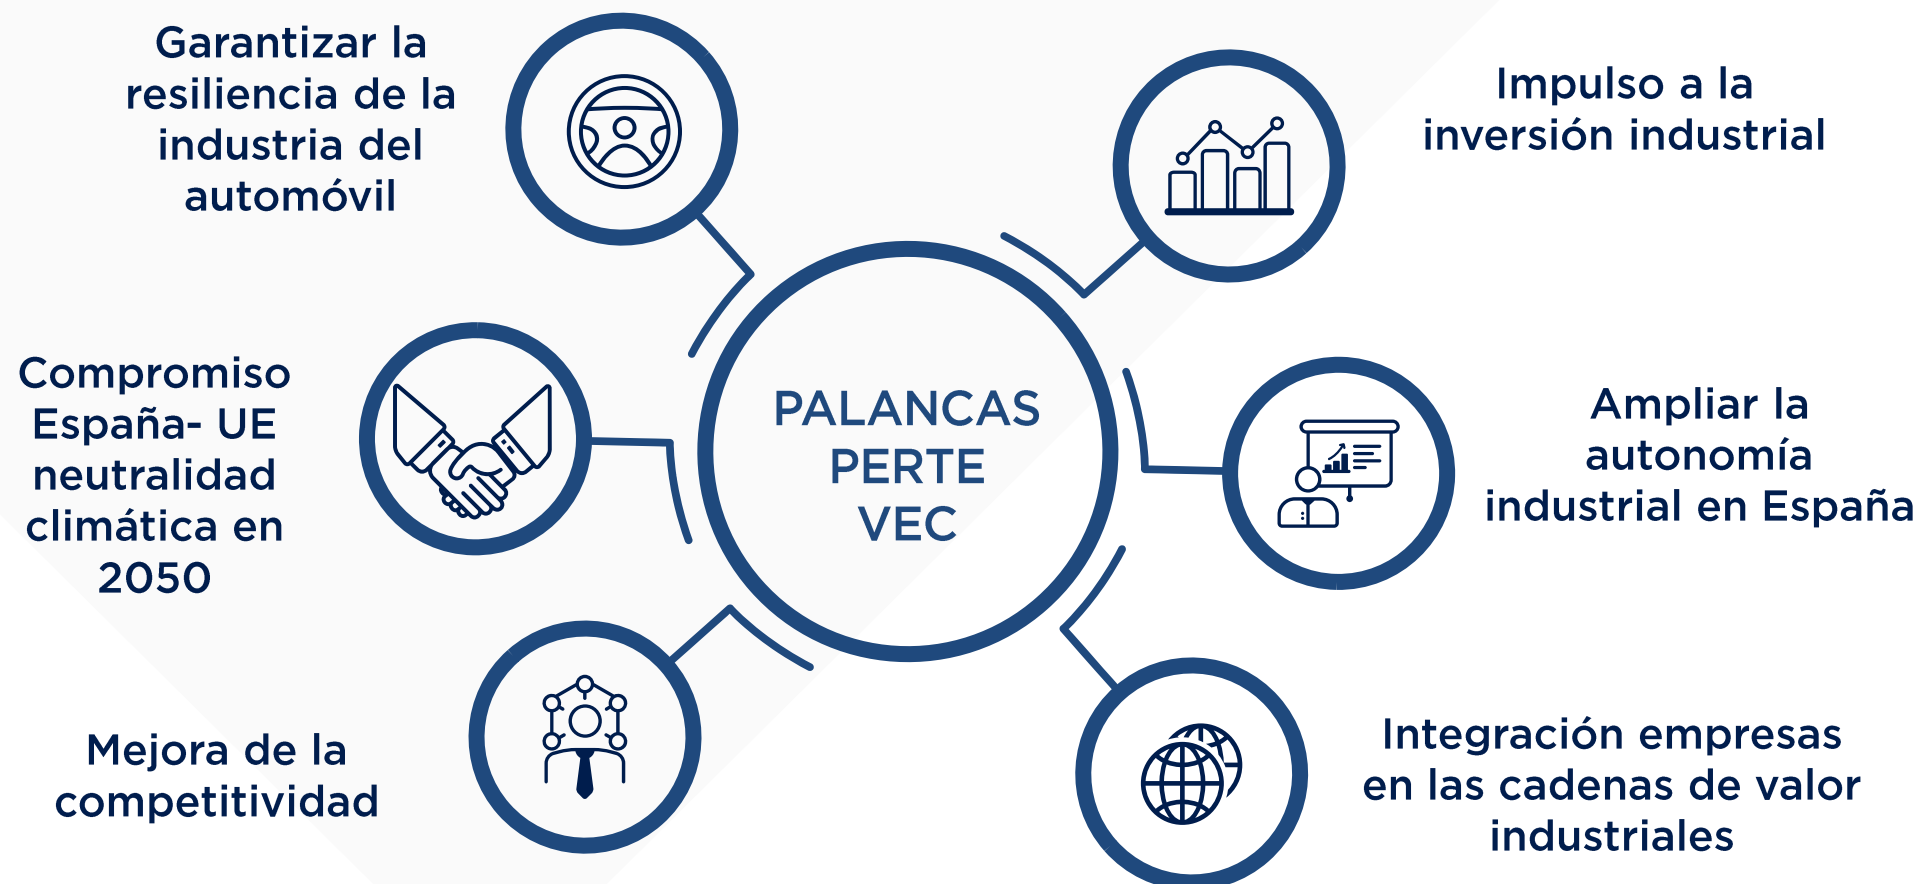 Garantizar la
resiliencia de la
industria del
automóvil
Impulso a la
inversión industrial
Compromiso
España- UE
neutralidad
climática en
2050
PALANCAS
PERTE
VEC
Ampliar la
autonomía
industrial en España
Mejora de la
competitividad
Integración empresas
en las cadenas de valor
industriales